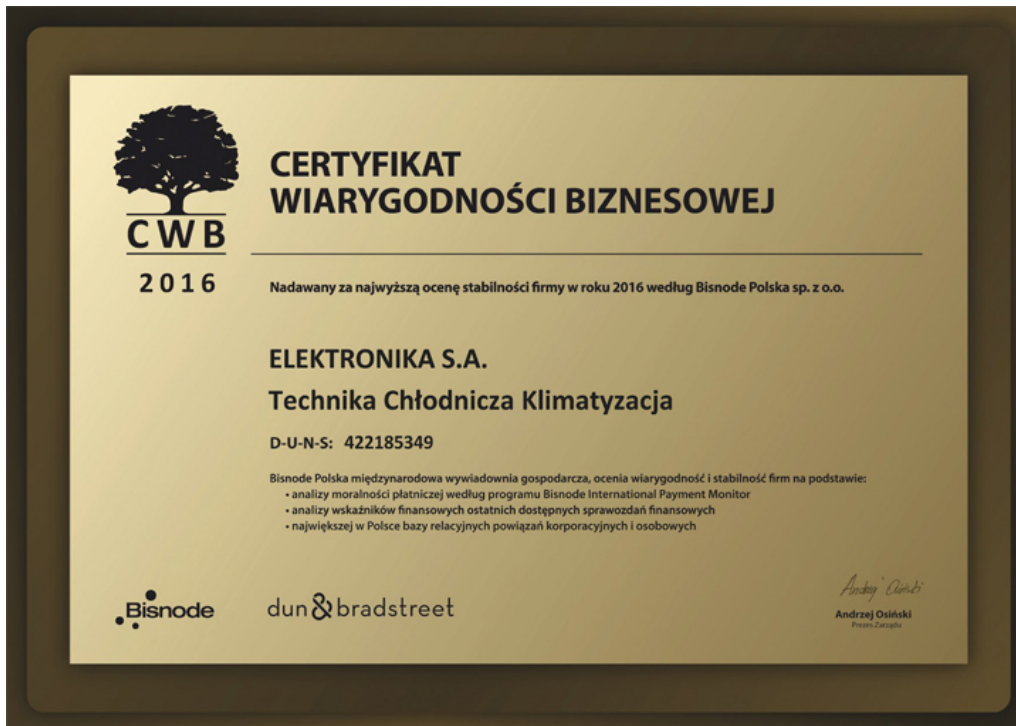 CERTYFIKAT
WIARYGODNOŚCI BIZNESOWEJ
CWB
2016
Nadawany za najwyższą ocenę stabilności firmy w roku 2016 według Bisnode Polska sp. z o.o.
ELEKTRONIKA S.A.
Technika Chłodnicza Klimatyzacja
D-U-N-S: 422185349
Bisnode Polska międzynarodowa wywiadownia gospodarcza, ocenia wiarygodność i stabilność firm na podstawie:
• analizy moralności płatniczej według programu Bisnode International Payment Monitor
• analizy wskaźników finansowych ostatnich dostępnych sprawozdań finansowych
• największej w Polsce bazy relacyjnych powiązań korporacyjnych i osobowych
Bisnode
dun & bradstreet
Andrzej Osiński
Andrzej Osiński
Prezes Zarządu